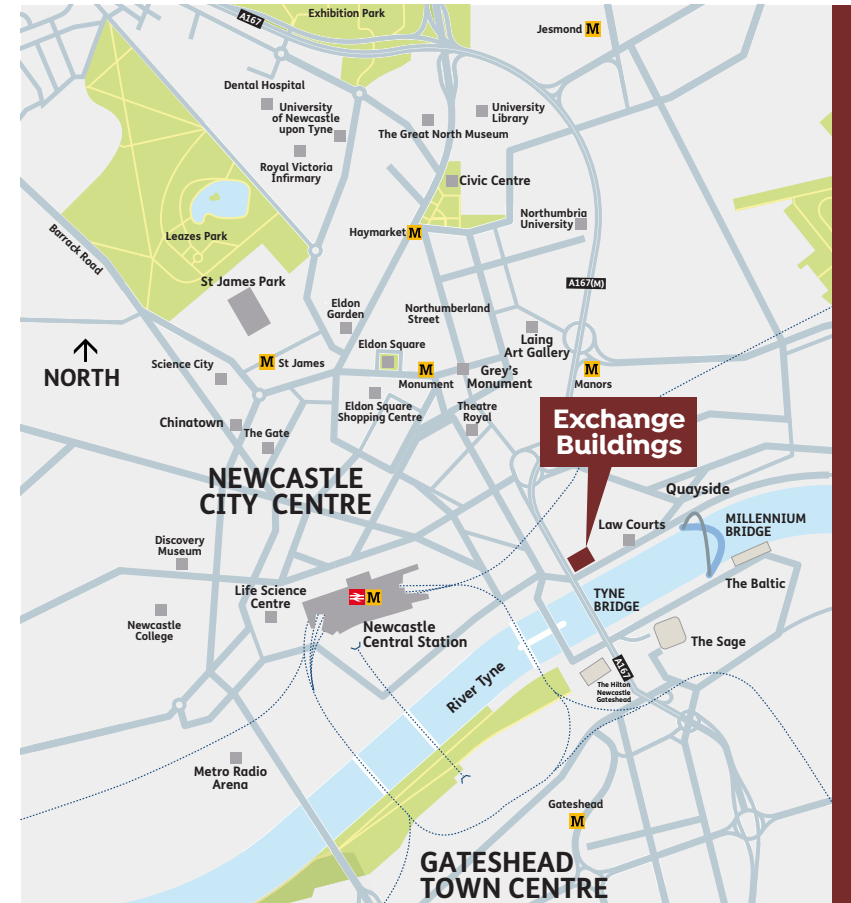 Exhibition Park
A167
Jesmond M
Dental Hospital
University
of Newcastle
upon Tyne
University
Library
The Great North Museum
Royal Victoria
Infirmary
Civic Centre
Northumbria
University
Haymarket M
Leazes Park
Barrack Road
St James Park
A167(M)
Eldon
Garden
Northumberland
Street
Laing
Art Gallery
Eldon Square
NORTH
Science City
M St James
M
Monument
Grey's
Monument
M
Manors
Eldon Square
Shopping Centre
Theatre
Royal
Chinatown
The Gate
Exchange
Buildings
NEWCASTLE
CITY CENTRE
Quayside
Law Courts
MILLENNIUM
BRIDGE
Discovery
Museum
The Baltic
Life Science
Centre
M
TYNE
BRIDGE
Newcastle
College
Newcastle
Central Station
The Sage
River Tyne
A167
The Hilton
Newcastle
Gateshead
Metro Radio
Arena
Gateshead
M
GATESHEAD
TOWN CENTRE